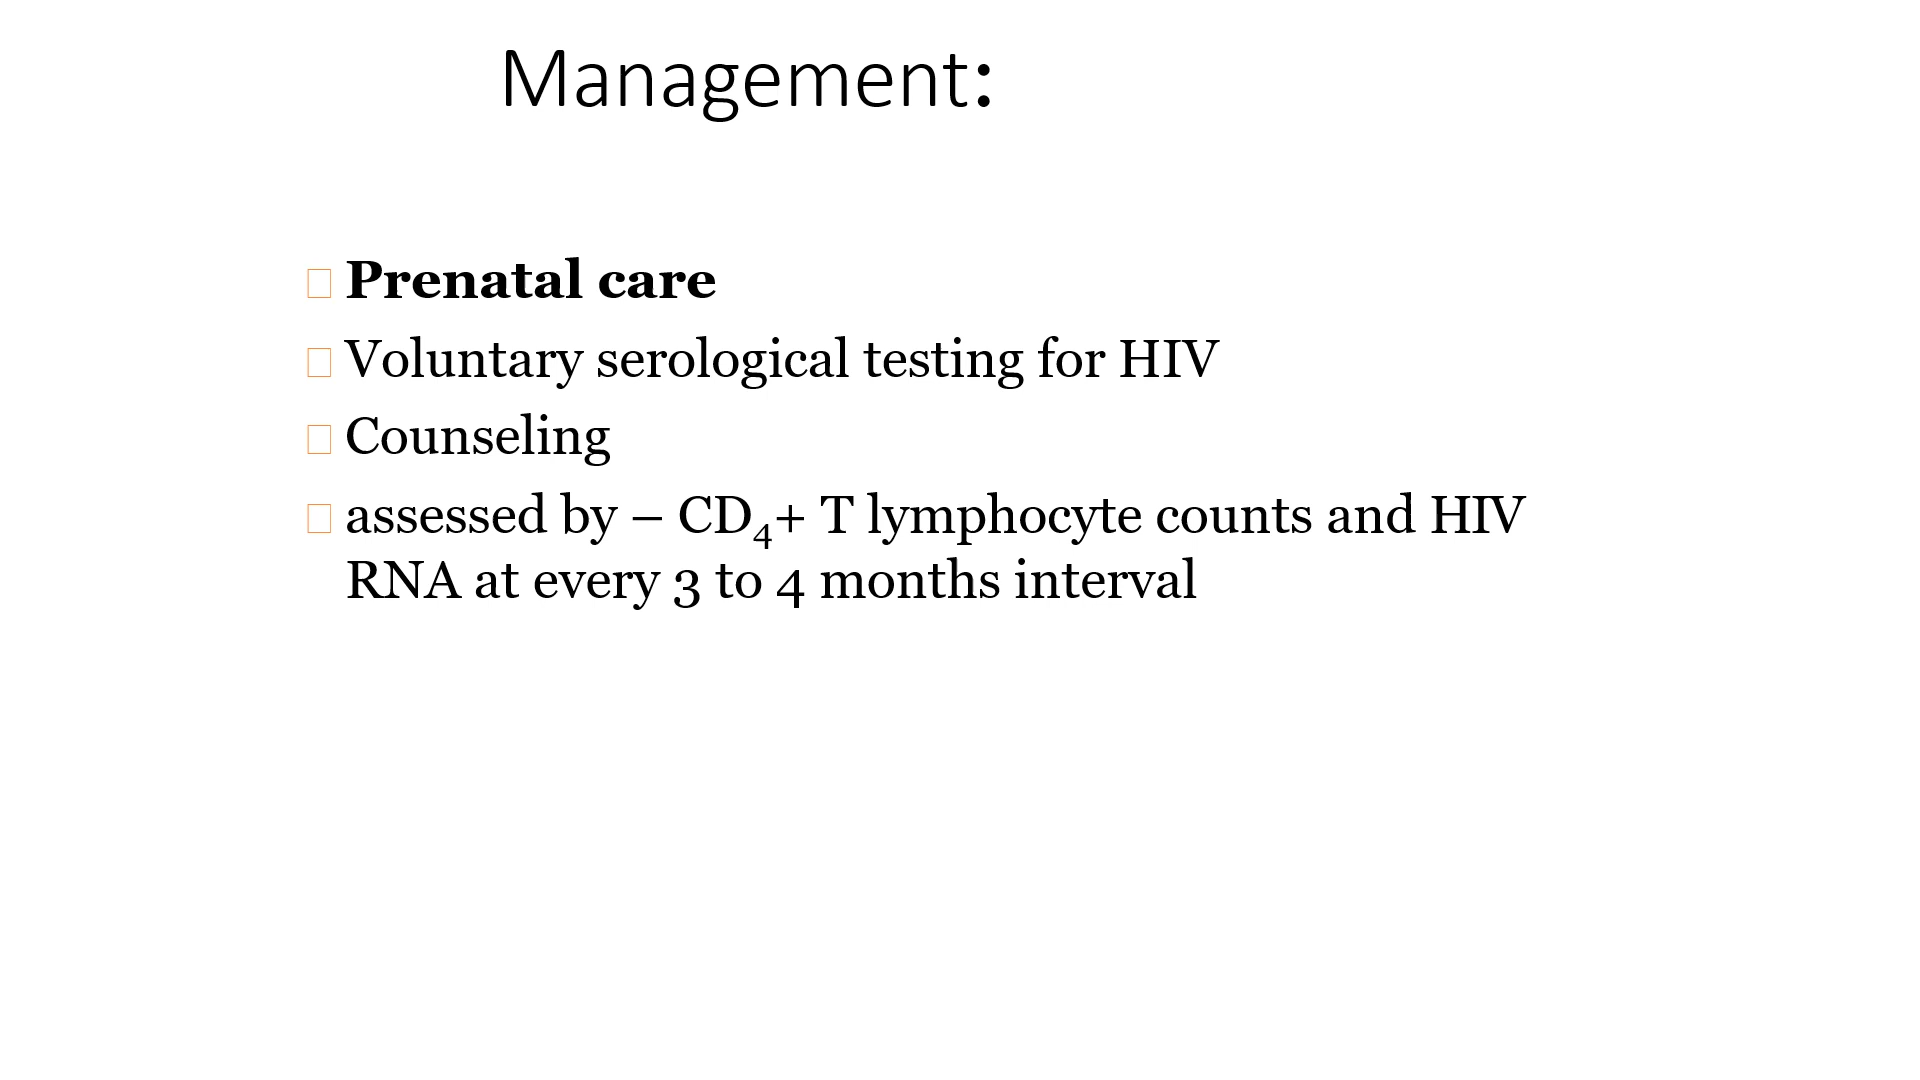 Management:
Prenatal care
Voluntary serological testing for HIV
Counseling
assessed by – CD4+ T lymphocyte counts and HIV
RNA at every 3 to 4 months interval